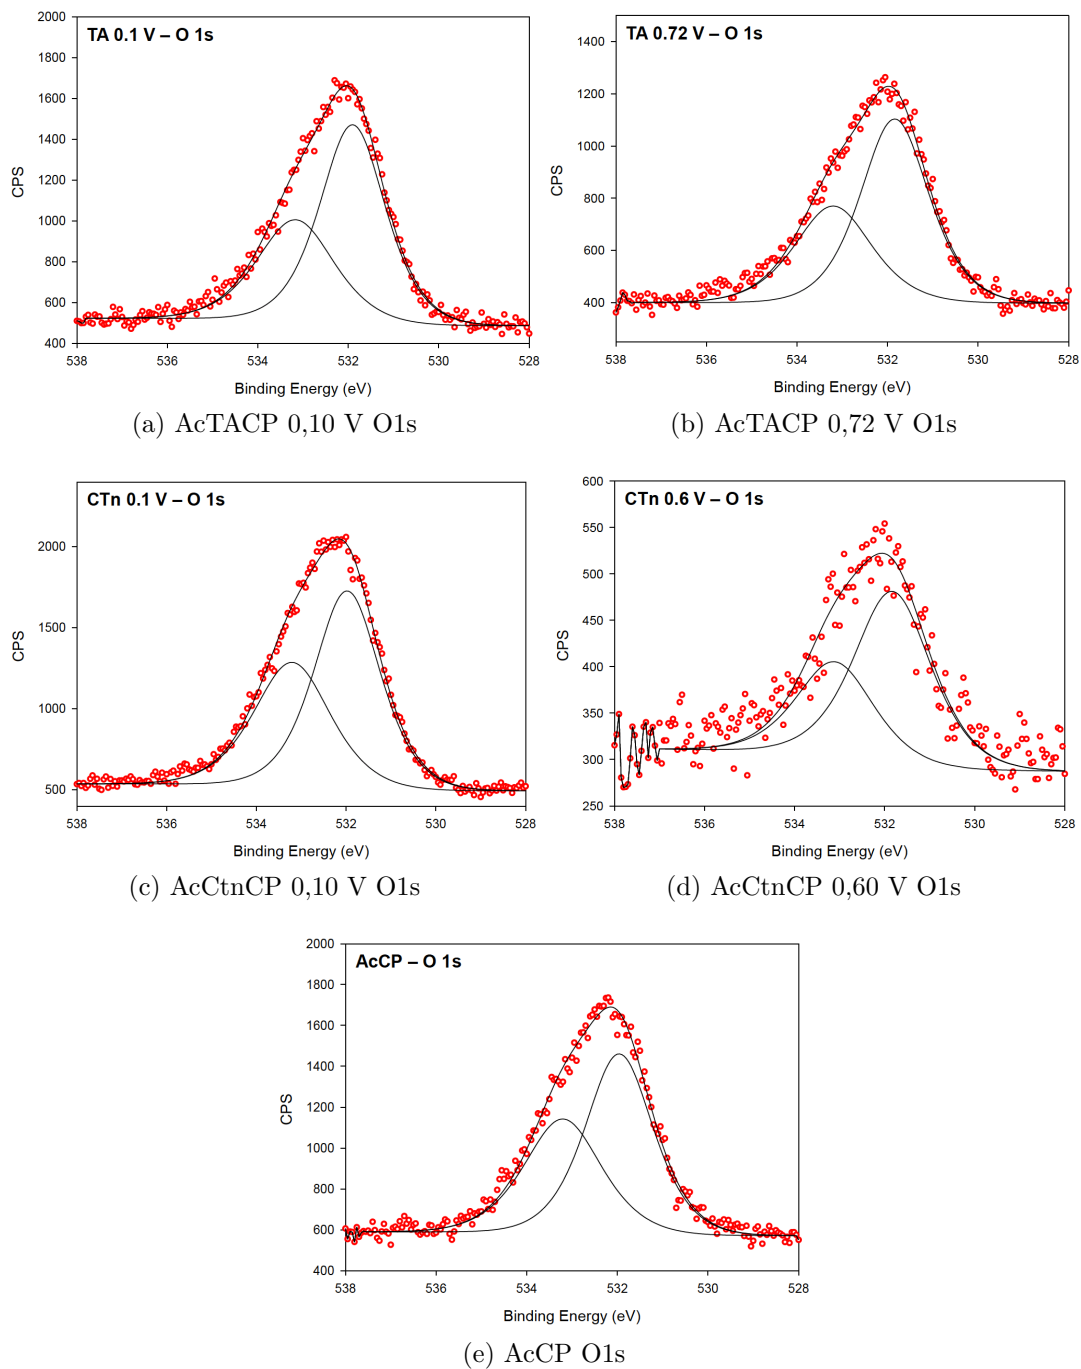 TA 0.1 V – O 1s
2000
1800
1600
1400
1200
1000
800
600
400
CPS
538 536 534 532 530 528
Binding Energy (eV)
(a) AcTACP 0,10 V O1s
TA 0.72 V – O 1s
1400
1200
1000
800
600
400
CPS
538 536 534 532 530 528
Binding Energy (eV)
(b) AcTACP 0,72 V O1s
CTn 0.1 V – O 1s
2000
1500
1000
500
CPS
538 536 534 532 530 528
Binding Energy (eV)
(c) AcCtnCP 0,10 V O1s
CTn 0.6 V – O 1s
600
550
500
450
400
350
300
250
CPS
538 536 534 532 530 528
Binding Energy (eV)
(d) AcCtnCP 0,60 V O1s
AcCP – O 1s
2000
1800
1600
1400
1200
1000
800
600
400
CPS
538 536 534 532 530 528
Binding Energy (eV)
(e) AcCP O1s